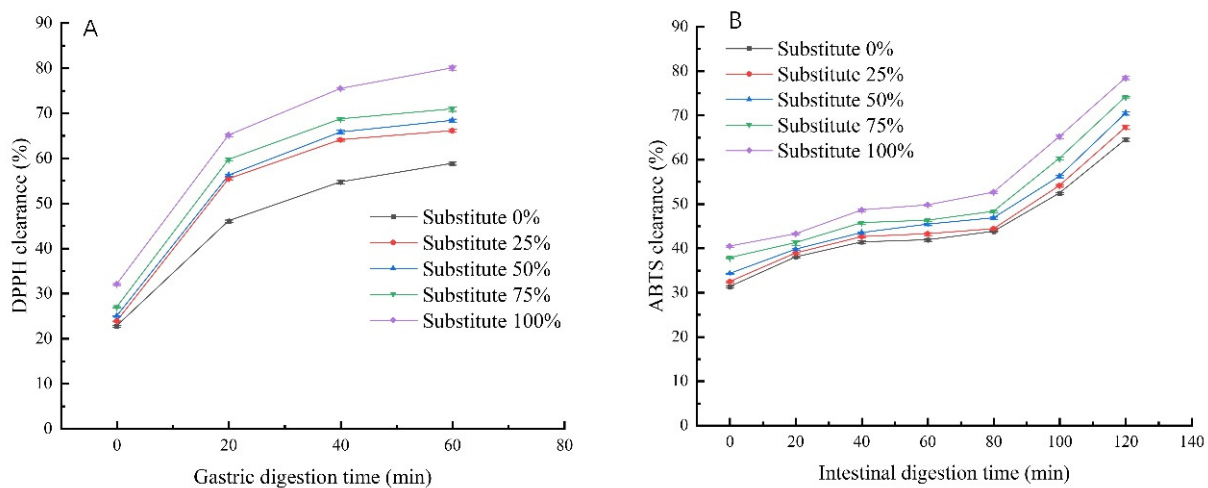 A
90
80
70
60
50
40
30
20
10
0
DPPH clearance (%)
Substitute 0%
Substitute 25%
Substitute 50%
Substitute 75%
Substitute 100%
0 20 40 60 80
Gastric digestion time (min)
B
90
80
70
60
50
40
30
20
10
0
ABTS clearance (%)
Substitute 0%
Substitute 25%
Substitute 50%
Substitute 75%
Substitute 100%
0 20 40 60 80 100 120 140
Intestinal digestion time (min)